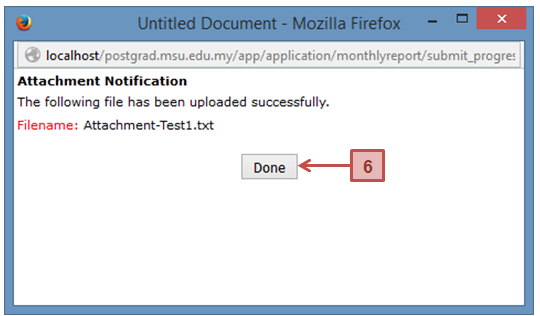 Untitled Document - Mozilla Firefox
localhost/postgrad.msu.edu.my/app/application/monthlyreport/submit_progres
Attachment Notification
The following file has been uploaded successfully.
Filename: Attachment-Test1.txt
Done
6